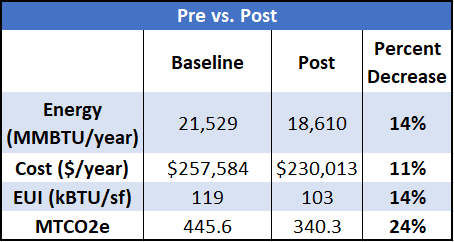 Pre vs. Post
Baseline Post Percent
Decrease
Energy
(MMBTU/year) 21,529 18,610 14%
Cost ($/year) $257,584 $230,013 11%
EUI (kBTU/sf) 119 103 14%
MTCO2e 445.6 340.3 24%